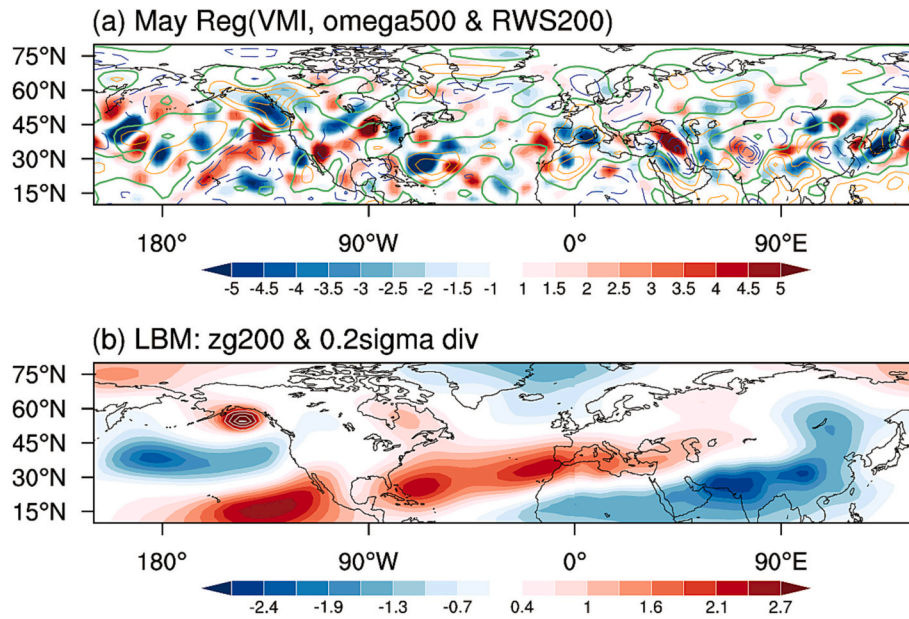 (a) May Reg(VMI, omega500 & RWS200)
75°N
60°N
45°N
30°N
15°N
180° 90°W 0° 90°E
-5 -4.5 -4 -3.5 -3 -2.5 -2 -1.5 -1 1 1.5 2 2.5 3 3.5 4 4.5 5
(b) LBM: zg200 & 0.2sigma div
75°N
60°N
45°N
30°N
15°N
180° 90°W 0° 90°E
-2.4 -1.9 -1.3 -0.7 0.4 1 1.6 2.1 2.7